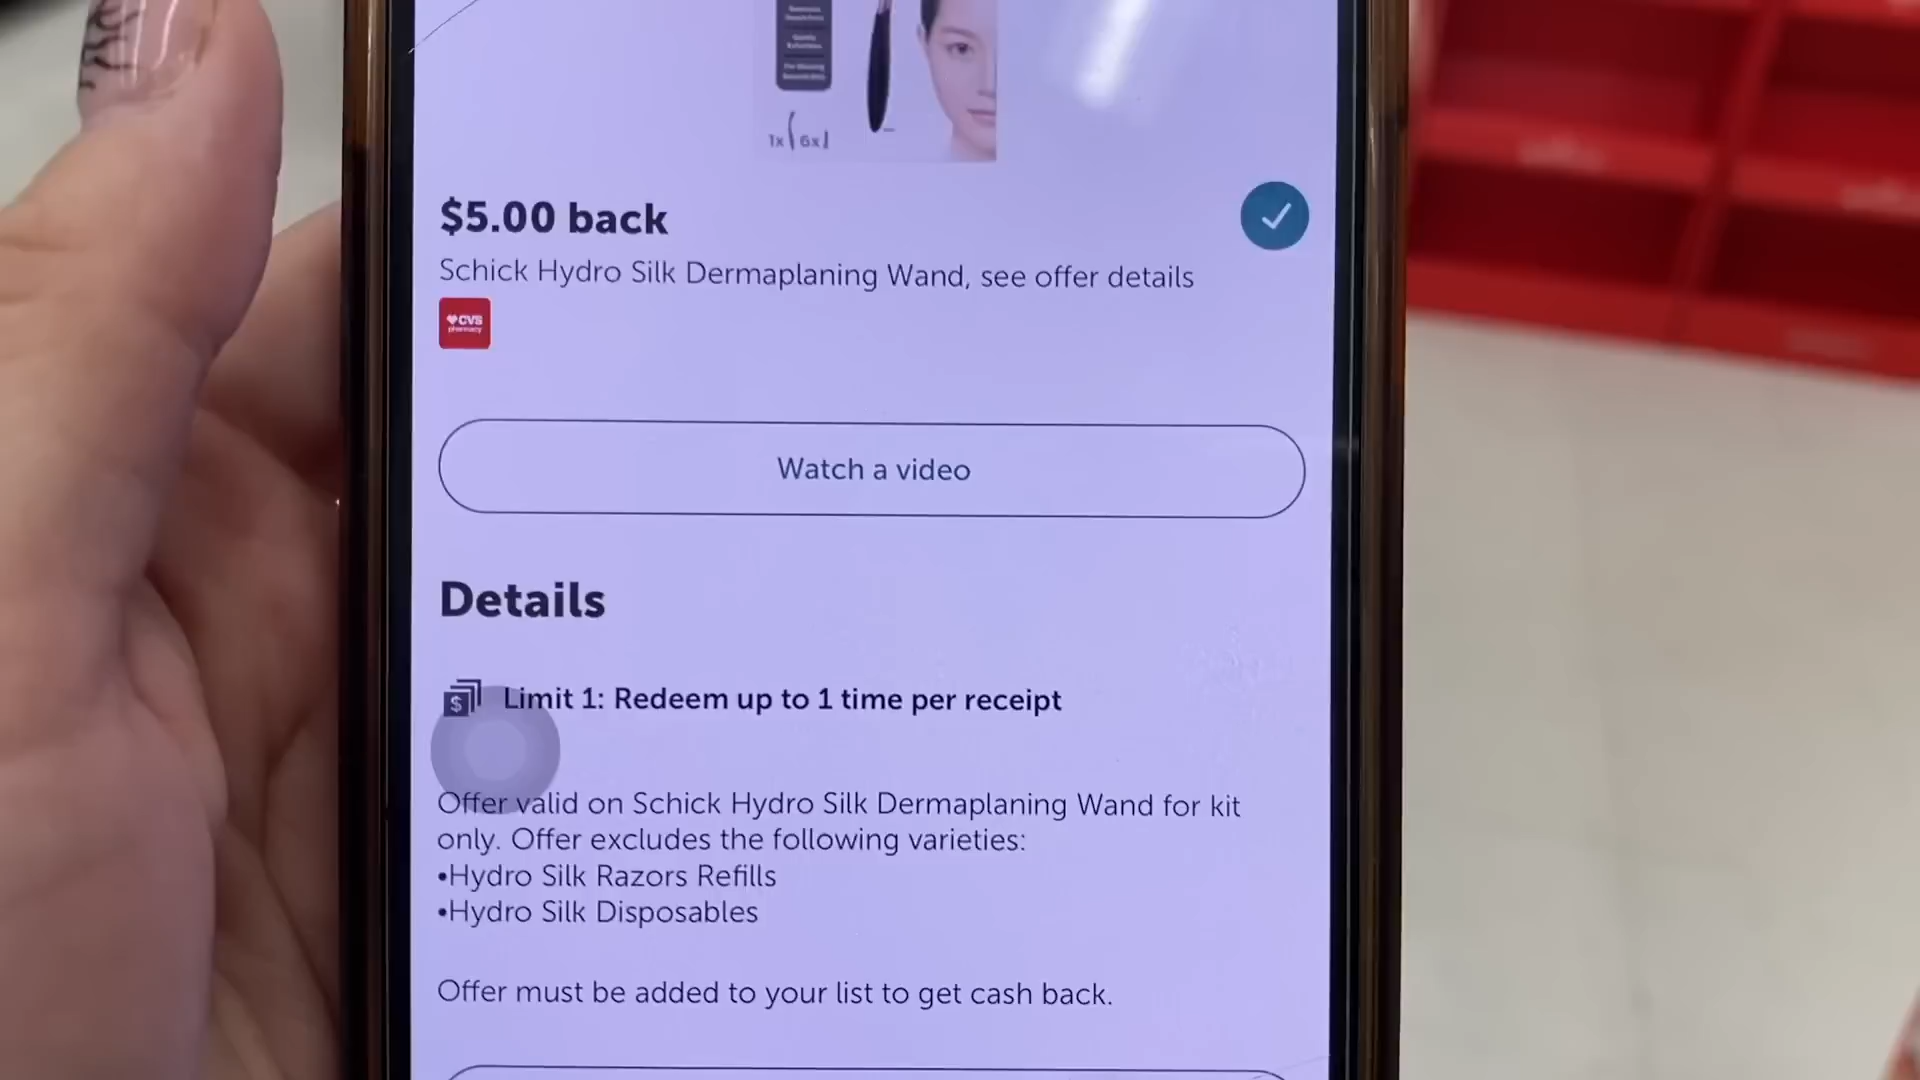 1x 6x
$5.00 back
Schick Hydro Silk Dermaplaning Wand, see offer details
CVS
pharmacy
Watch a video
Details
$ Limit 1: Redeem up to 1 time per receipt
Offer valid on Schick Hydro Silk Dermaplaning Wand for kit
only. Offer excludes the following varieties:
•Hydro Silk Razors Refills
•Hydro Silk Disposables
Offer must be added to your list to get cash back.